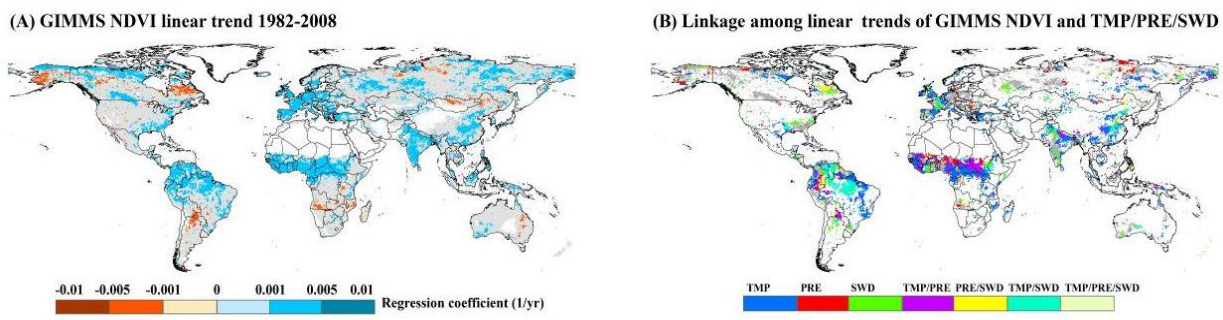 (A) GIMMS NDVI linear trend 1982-2008
(B) Linkage among linear trends of GIMMS NDVI and TMP/PRE/SWD
-0.01 -0.005 -0.001 0 0.001 0.005 0.01
Regression coefficient (1/yr)
TMP PRE SWD TMP/PRE PRE/SWD TMP/SWD TMP/PRE/SWD